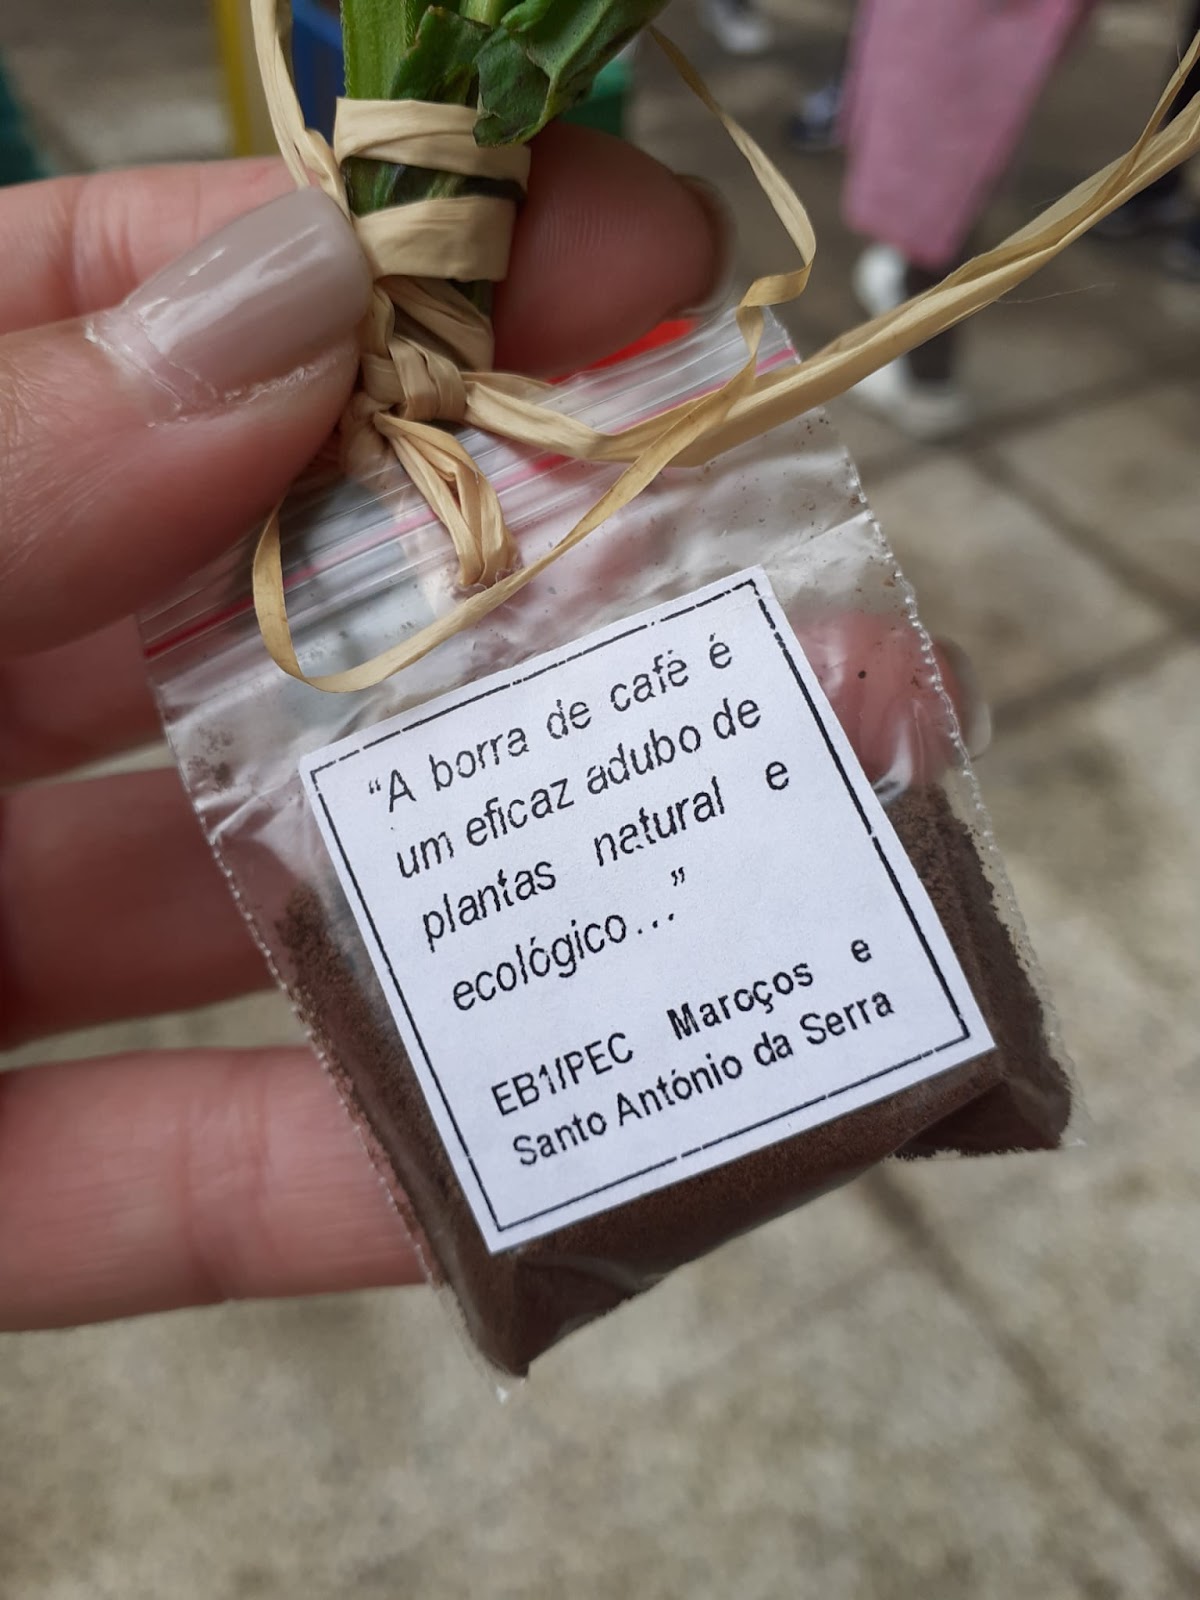 “A borra de café é
um eficaz adubo de
plantas natural e
ecológico...”
EB1/PEC Maroços e
Santo António da Serra